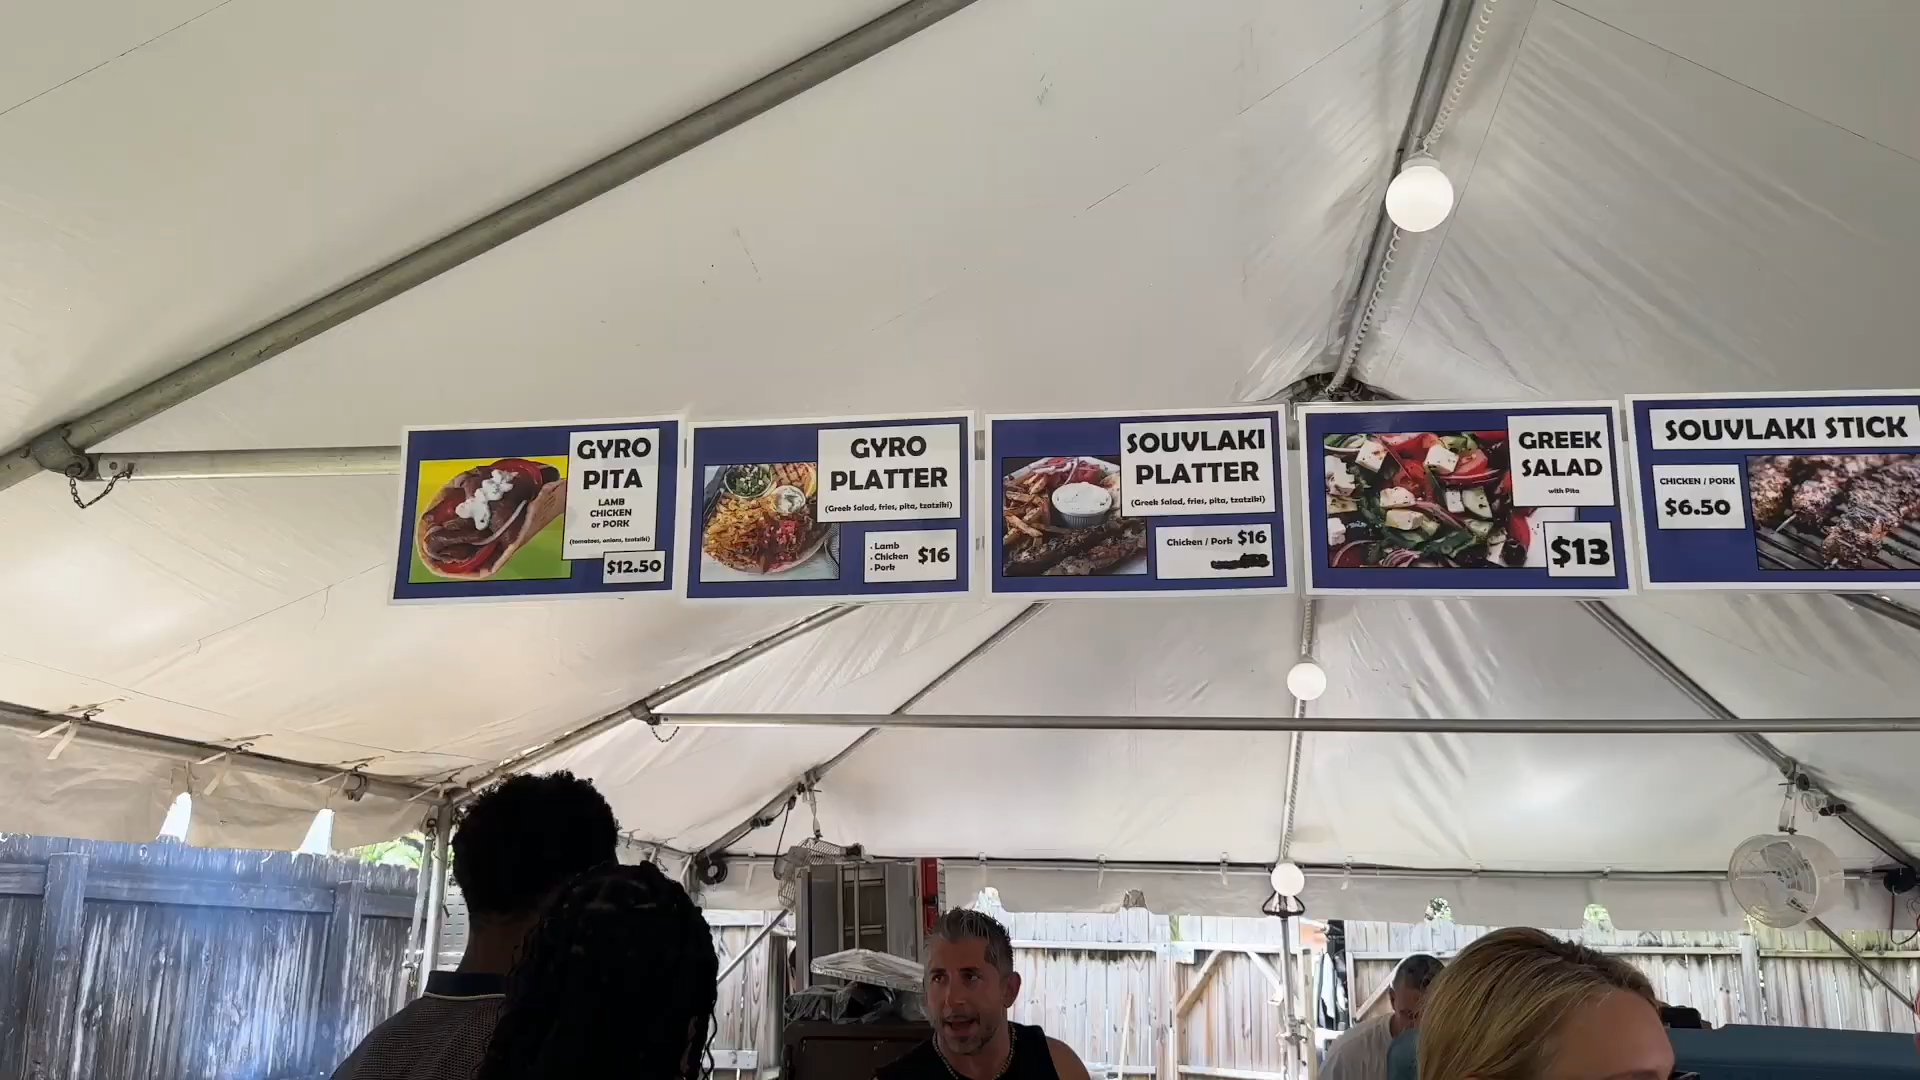 GYRO
PITA
LAMB
CHICKEN
or PORK
(tomatoes, onions, tzatziki)
$12.50
GYRO
PLATTER
(Greek Salad, fries, pita, tzatziki)
• Lamb
• Chicken
• Pork
$16
SOUVLAKI
PLATTER
(Greek Salad, fries, pita, tzatziki)
Chicken / Pork $16
GREEK
SALAD
with Pita
$13
SOUVLAKI STICK
CHICKEN / PORK
$6.50